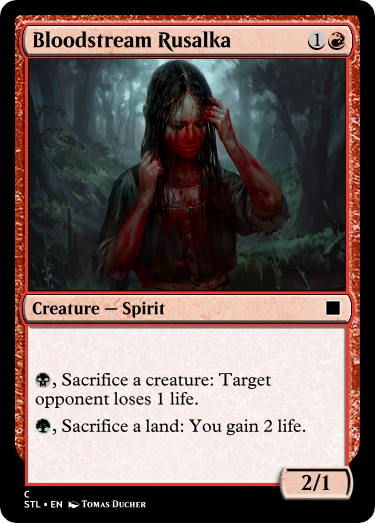 Bloodstream Rusalka 1
Creature — Spirit
, Sacrifice a creature: Target
opponent loses 1 life.
, Sacrifice a land: You gain 2 life.
2/1
C
STL • EN Tomas Ducher